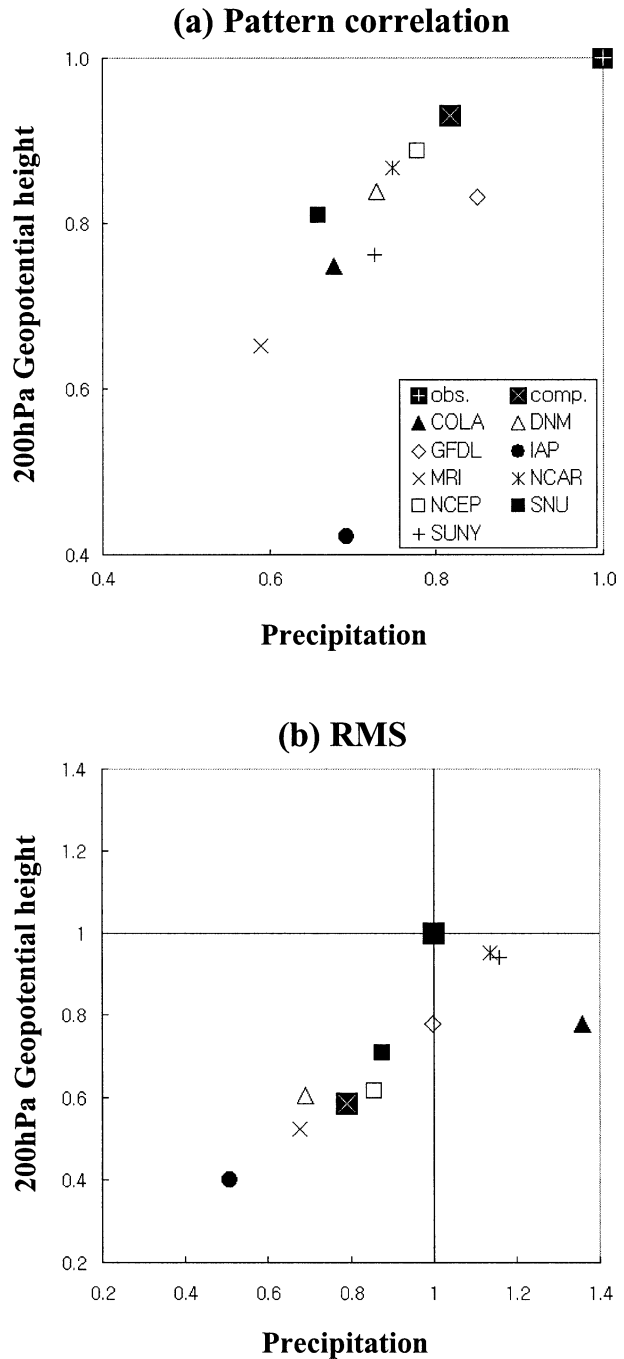 (a) Pattern correlation
1.0
0.8
0.6
0.4
200hPa Geopotential height
obs. comp.
COLA DNM
GFDL IAP
MRI NCAR
NCEP SNU
SUNY
0.4 0.6 0.8 1.0
Precipitation
(b) RMS
1.4
1.2
1
0.8
0.6
0.4
0.2
200hPa Geopotential height
0.2 0.4 0.6 0.8 1 1.2 1.4
Precipitation